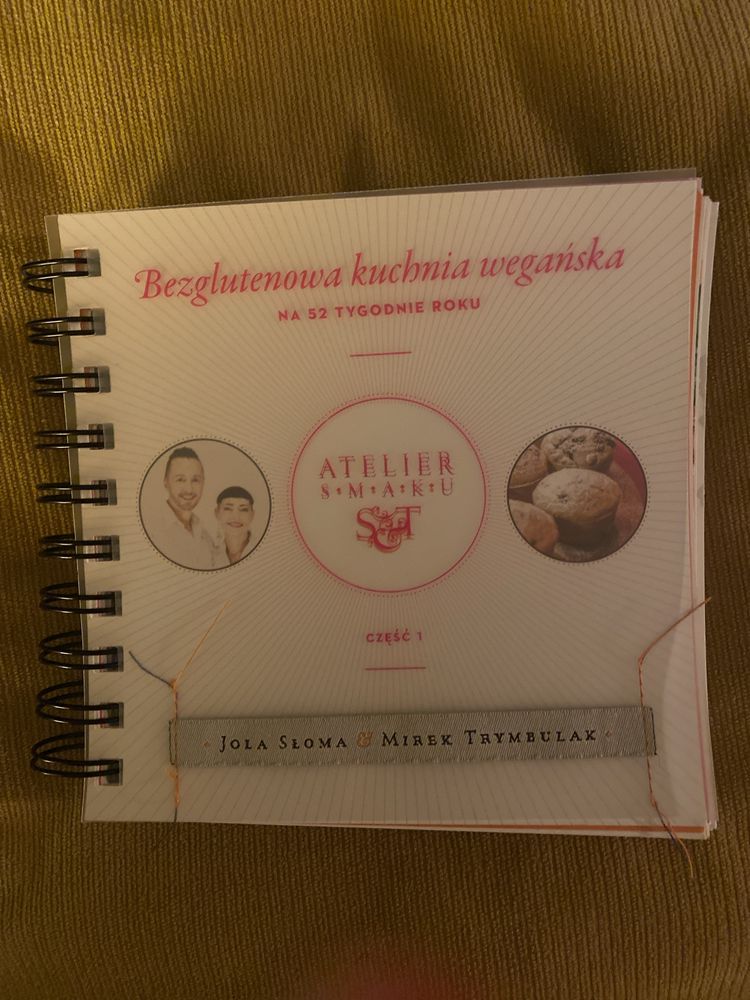 Bezglutenowa kuchnia wegańska
NA 52 TYGODNIE ROKU
ATELIER
S•M•A•K•U
S&T
CZĘŚĆ 1
• JOLA SŁOMA & MIREK TRYMBULAK •